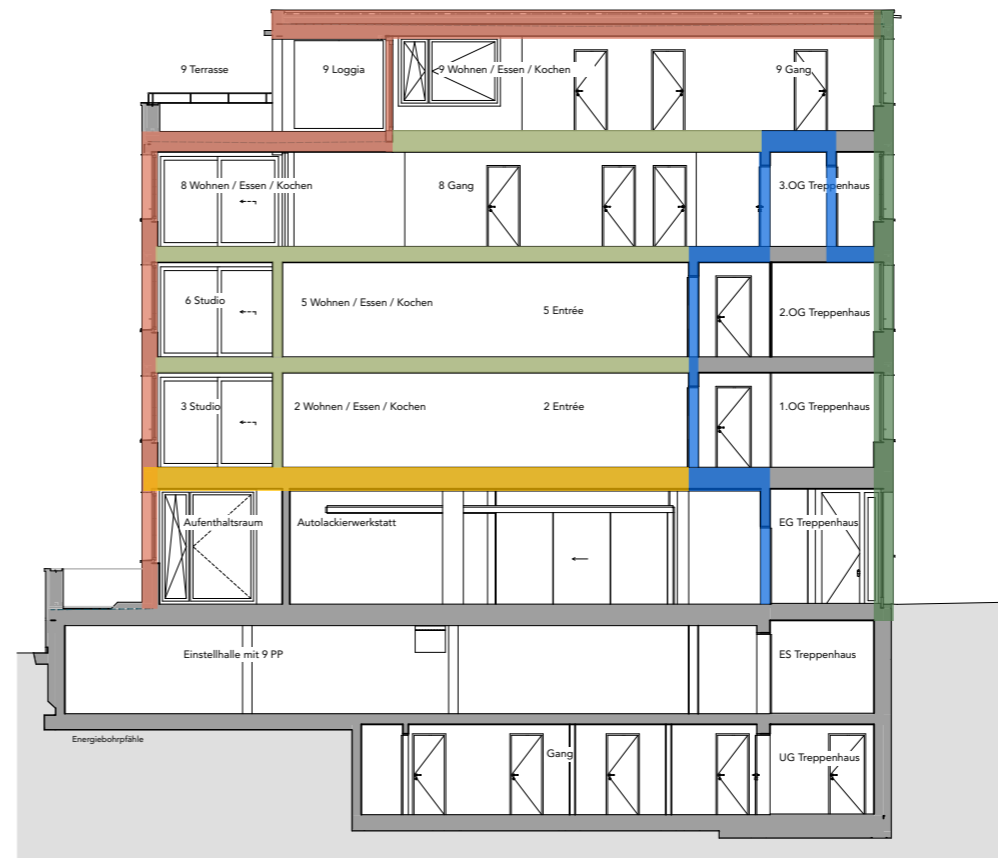 9 Terrasse
9 Loggia
9 Wohnen / Essen / Kochen
9 Gang
8 Wohnen / Essen / Kochen
8 Gang
3.OG Treppenhaus
6 Studio
5 Wohnen / Essen / Kochen
5 Entrée
2.OG Treppenhaus
3 Studio
2 Wohnen / Essen / Kochen
2 Entrée
1.OG Treppenhaus
Aufenthaltsraum
Autolackierwerkstatt
EG Treppenhaus
Einstellhalle mit 9 PP
ES Treppenhaus
Energiebohrpfähle
Gang
UG Treppenhaus